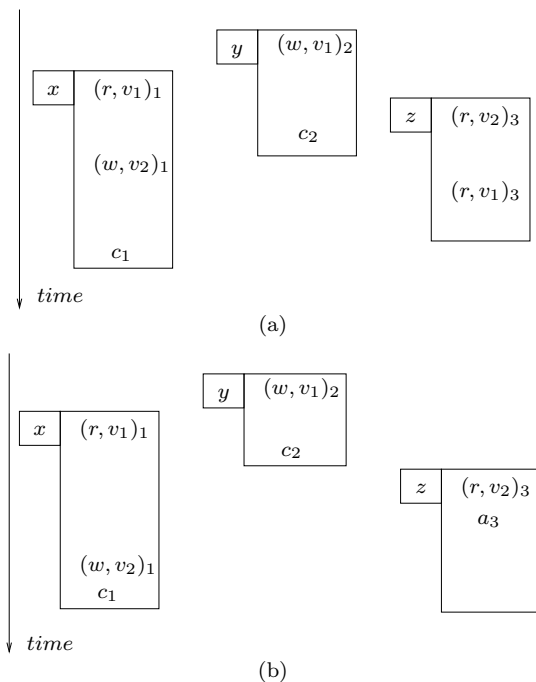 y (w, v₁)₂
x (r, v₁)₁
z (r, v₂)₃
c₂
(w, v₂)₁
(r, v₁)₃
c₁
time
(a)
y (w, v₁)₂
x (r, v₁)₁
c₂
z (r, v₂)₃
a₃
(w, v₂)₁
c₁
time
(b)